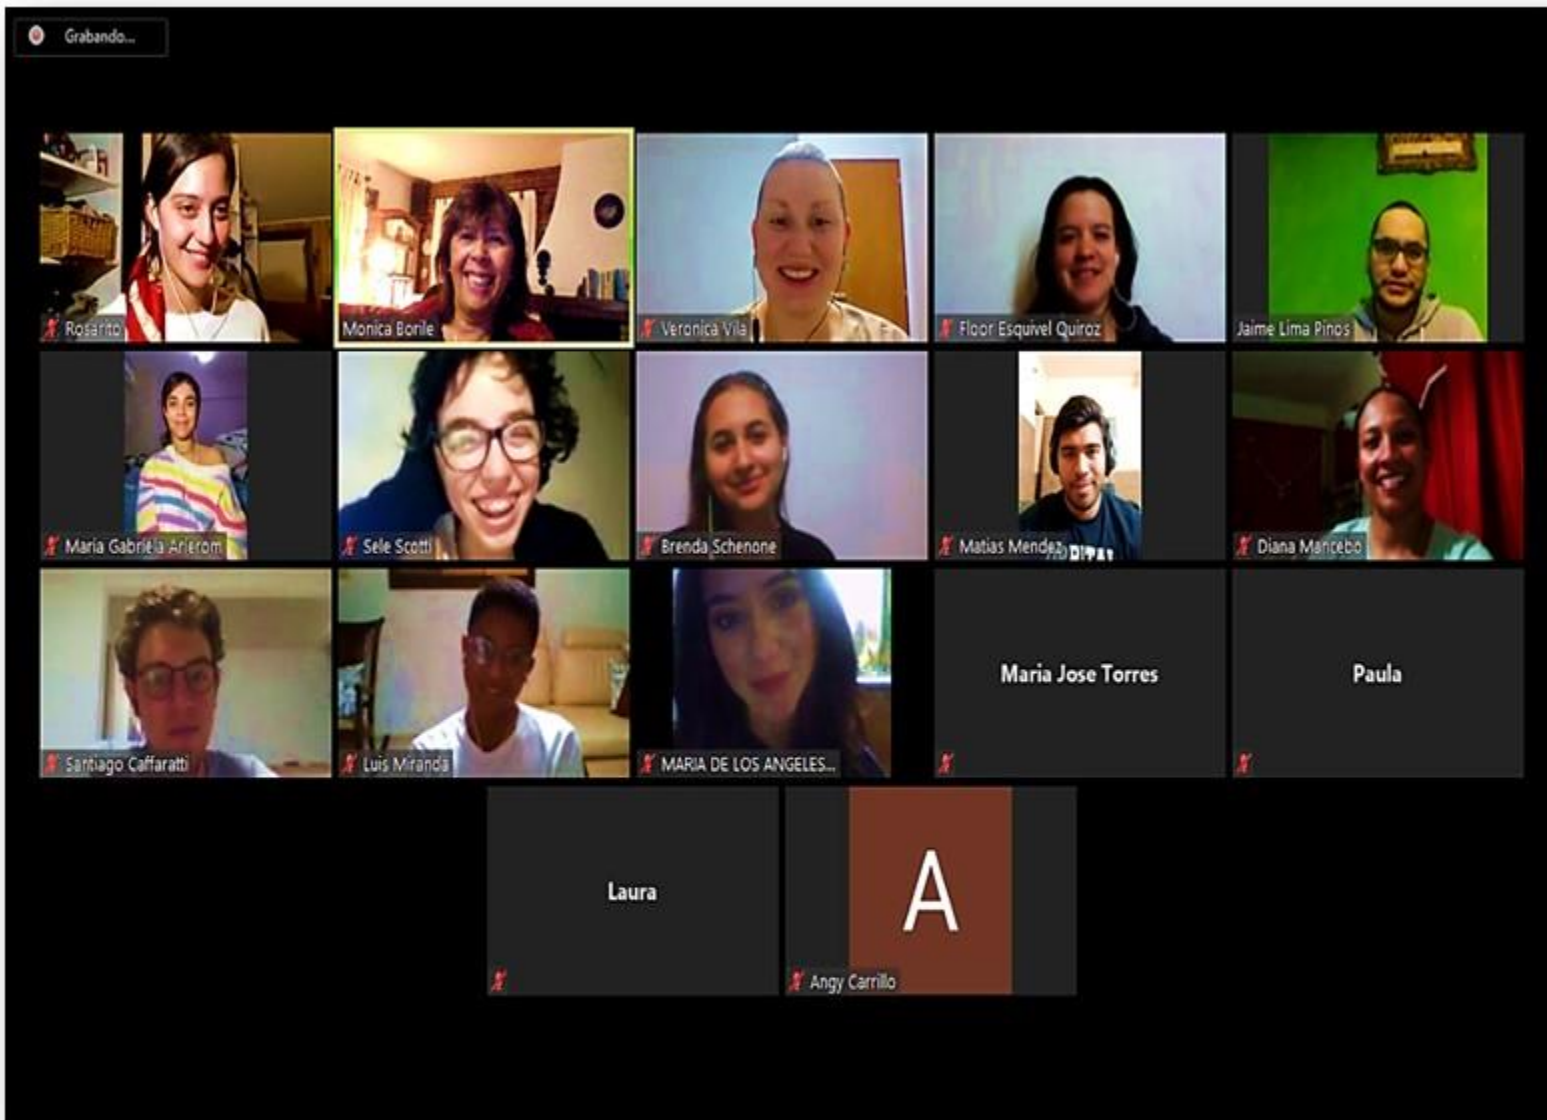 Grabando...
Rosarito
Monica Borile
Veronica Vila
Floor Esquivel Quiroz
Jaime Lima Pinos
Maria Gabriela Arierom
Sele Scotti
Brenda Schenone
Matias Mendez
Diana Mancebo
Santiago Caffaratti
Luis Miranda
MARIA DE LOS ANGELES...
Maria Jose Torres
Paula
Laura
A
Angy Carrillo